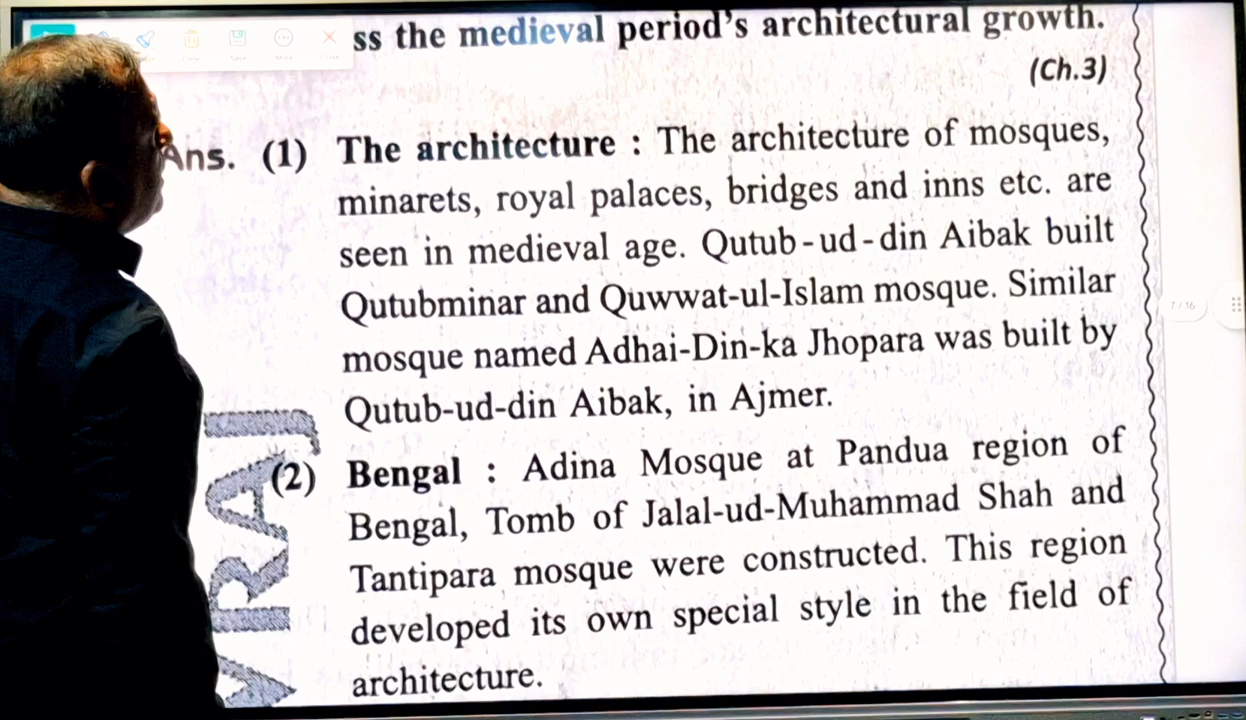 ss the medieval period's architectural growth.
(Ch.3)
Ans. (1) The architecture : The architecture of mosques,
minarets, royal palaces, bridges and inns etc. are
seen in medieval age. Qutub-ud-din Aibak built
Qutubminar and Quwwat-ul-Islam mosque. Similar
mosque named Adhai-Din-ka Jhopara was built by
Qutub-ud-din Aibak, in Ajmer.
(2) Bengal : Adina Mosque at Pandua region of
Bengal, Tomb of Jalal-ud-Muhammad Shah and
Tantipara mosque were constructed. This region
developed its own special style in the field of
architecture.
7 / 16
VRAJ